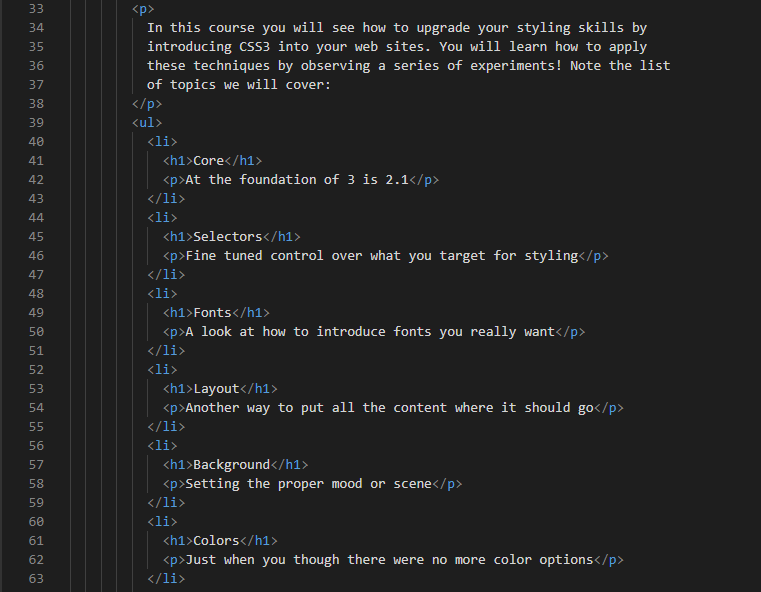 33 <p>
34 In this course you will see how to upgrade your styling skills by
35 introducing CSS3 into your web sites. You will learn how to apply
36 these techniques by observing a series of experiments! Note the list
37 of topics we will cover:
38 </p>
39 <ul>
40 <li>
41 <h1>Core</h1>
42 <p>At the foundation of 3 is 2.1</p>
43 </li>
44 <li>
45 <h1>Selectors</h1>
46 <p>Fine tuned control over what you target for styling</p>
47 </li>
48 <li>
49 <h1>Fonts</h1>
50 <p>A look at how to introduce fonts you really want</p>
51 </li>
52 <li>
53 <h1>Layout</h1>
54 <p>Another way to put all the content where it should go</p>
55 </li>
56 <li>
57 <h1>Background</h1>
58 <p>Setting the proper mood or scene</p>
59 </li>
60 <li>
61 <h1>Colors</h1>
62 <p>Just when you though there were no more color options</p>
63 </li>